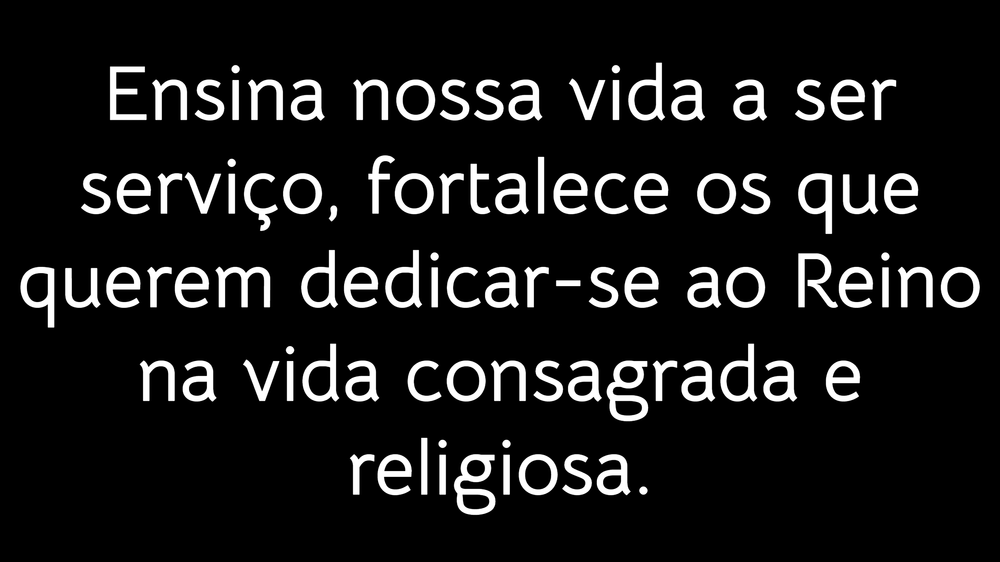 Ensina nossa vida a ser
serviço, fortalece os que
querem dedicar-se ao Reino
na vida consagrada e
religiosa.